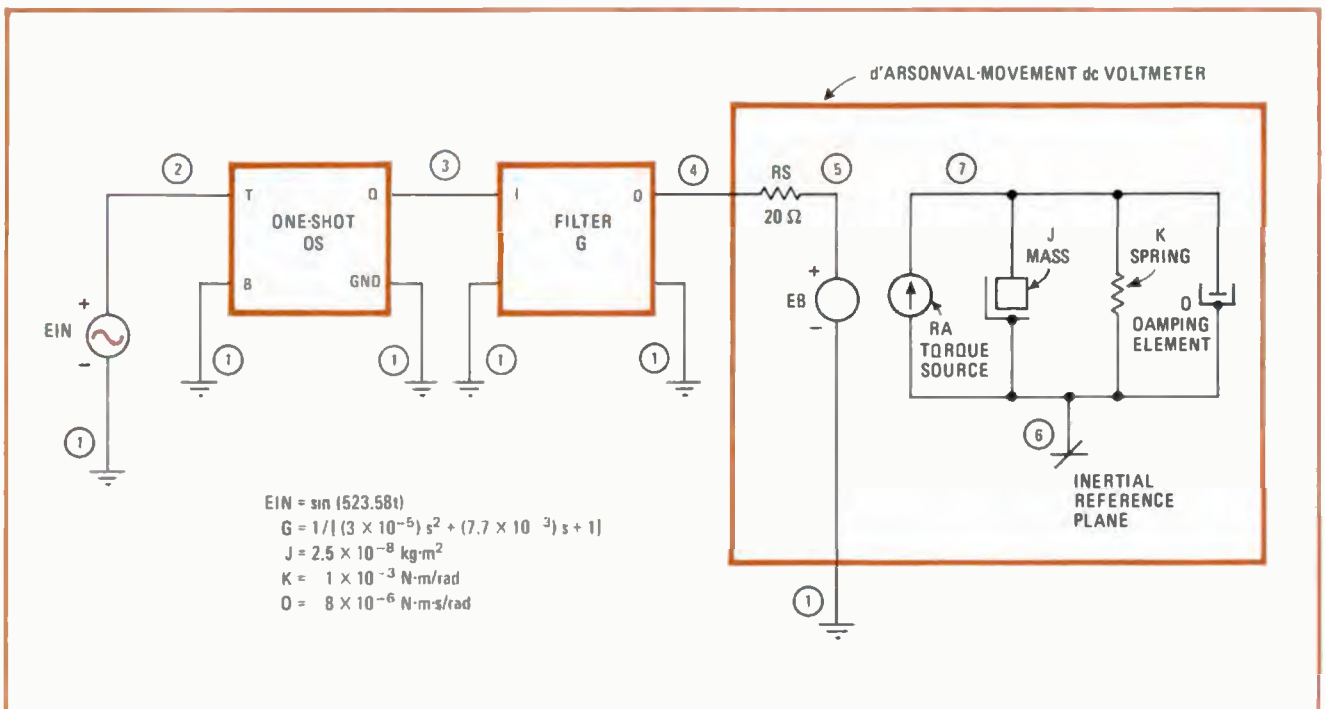 d'ARSONVAL-MOVEMENT dc VOLTMETER
2
3
4
RS
20 Ω
5
7
T
Q
ONE-SHOT
OS
B
GND
I
O
FILTER
G
J
MASS
K
SPRING
D
DAMPING
ELEMENT
+
EIN
−
+
EB
−
RA
TORQUE
SOURCE
1
1
1
1
1
6
INERTIAL
REFERENCE
PLANE
EIN = sin (523.58t)
G = 1/[ (3 × 10⁻⁵) s² + (7.7 × 10⁻³) s + 1]
J = 2.5 × 10⁻⁸ kg·m²
K = 1 × 10⁻³ N·m/rad
D = 8 × 10⁻⁶ N·m·s/rad
1